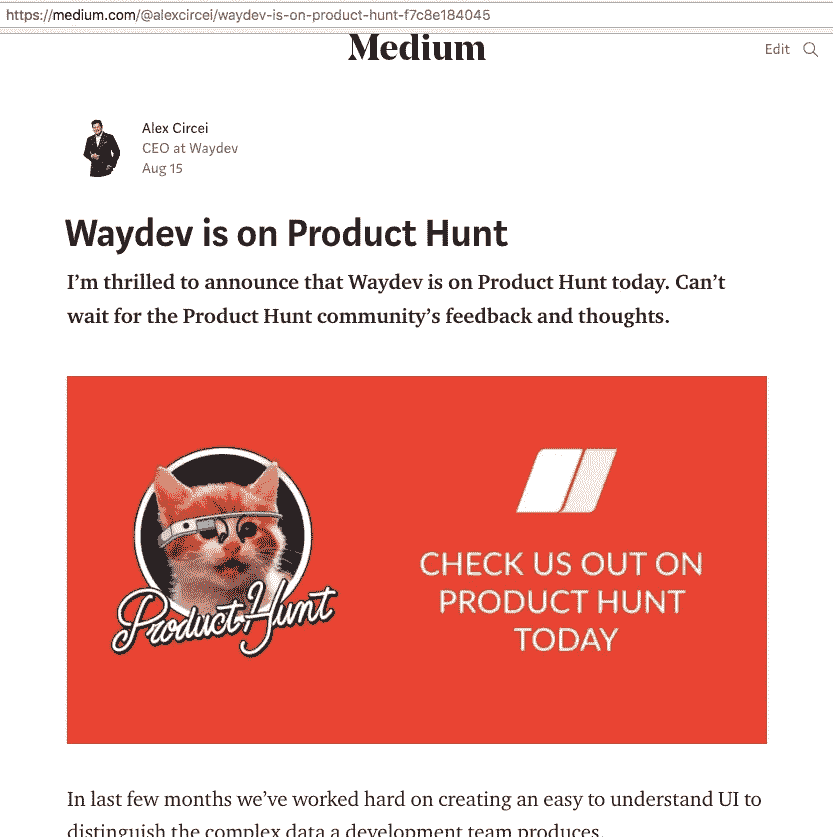 https://medium.com/@alexcircei/waydev-is-on-product-hunt-f7c8e184045
Medium
Edit
Alex Circei
CEO at Waydev
Aug 15
Waydev is on Product Hunt
I’m thrilled to announce that Waydev is on Product Hunt today. Can’t
wait for the Product Hunt community’s feedback and thoughts.
Product Hunt
CHECK US OUT ON
PRODUCT HUNT
TODAY
In last few months we’ve worked hard on creating an easy to understand UI to
distinguish the complex data a development team produces.